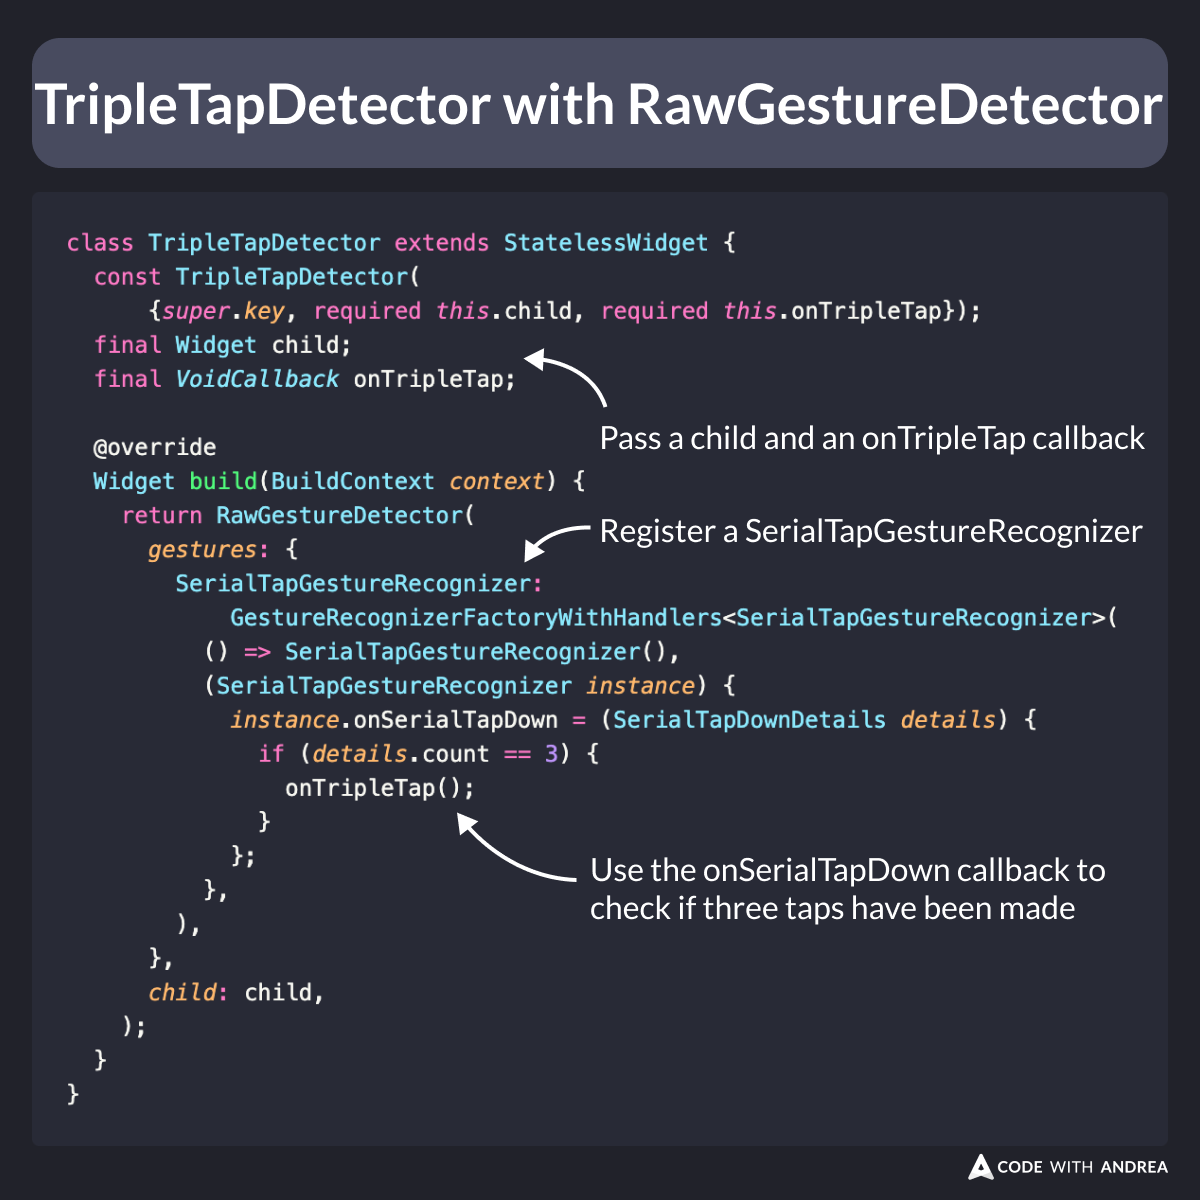 TripleTapDetector with RawGestureDetector
class TripleTapDetector extends StatelessWidget {
  const TripleTapDetector(
      {super.key, required this.child, required this.onTripleTap});
  final Widget child;
  final VoidCallback onTripleTap;
Pass a child and an onTripleTap callback
  @override
  Widget build(BuildContext context) {
    return RawGestureDetector(
Register a SerialTapGestureRecognizer
      gestures: {
        SerialTapGestureRecognizer:
            GestureRecognizerFactoryWithHandlers<SerialTapGestureRecognizer>(
          () => SerialTapGestureRecognizer(),
          (SerialTapGestureRecognizer instance) {
            instance.onSerialTapDown = (SerialTapDownDetails details) {
              if (details.count == 3) {
                onTripleTap();
              }
            };
Use the onSerialTapDown callback to
check if three taps have been made
          },
        ),
      },
      child: child,
    );
  }
}
CODE WITH ANDREA